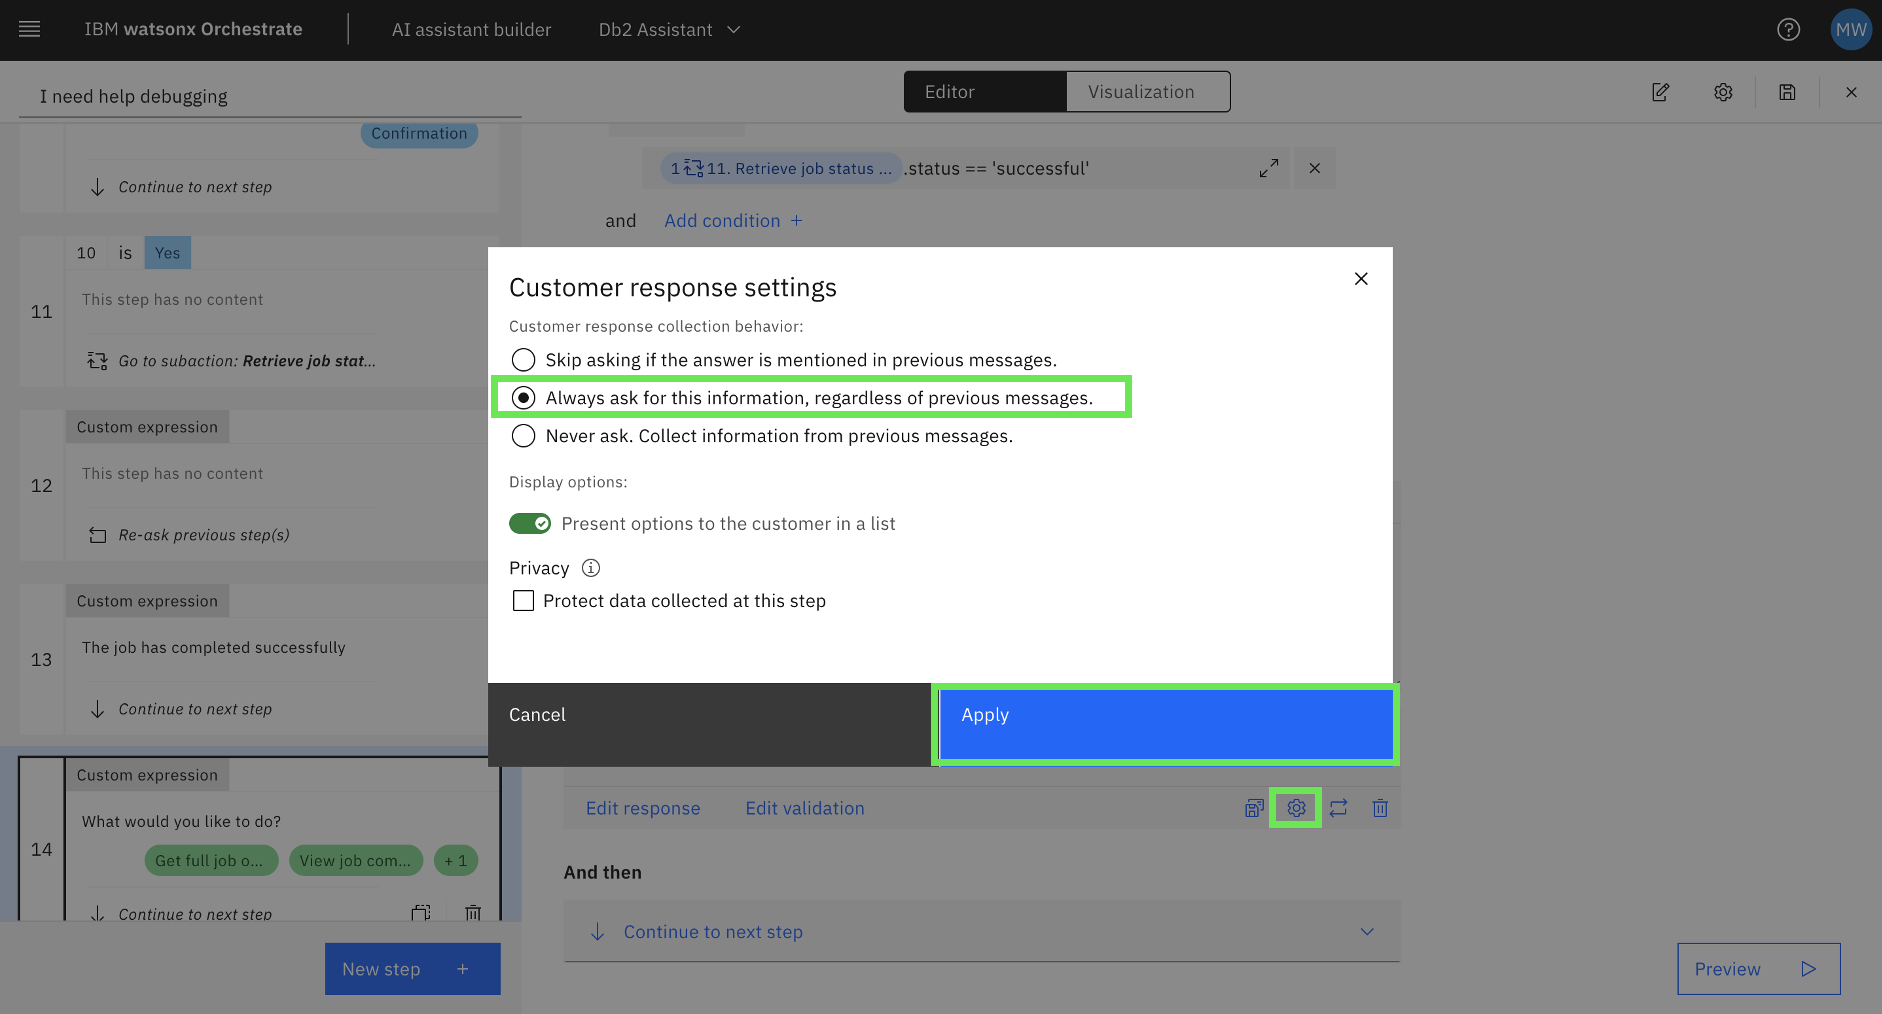 IBM watsonx Orchestrate
AI assistant builder
Db2 Assistant
MW
I need help debugging
Editor
Visualization
Confirmation
Continue to next step
10 is Yes
This step has no content
11
Go to subaction: Retrieve job stat...
Custom expression
This step has no content
12
Re-ask previous step(s)
Custom expression
The job has completed successfully
13
Continue to next step
Custom expression
What would you like to do?
14
Get full job o...
View job com...
+ 1
Continue to next step
New step +
1 11. Retrieve job status ... .status == 'successful'
and Add condition +
Customer response settings
Customer response collection behavior:
Skip asking if the answer is mentioned in previous messages.
Always ask for this information, regardless of previous messages.
Never ask. Collect information from previous messages.
Display options:
Present options to the customer in a list
Privacy
Protect data collected at this step
Cancel
Apply
Edit response
Edit validation
And then
Continue to next step
Preview